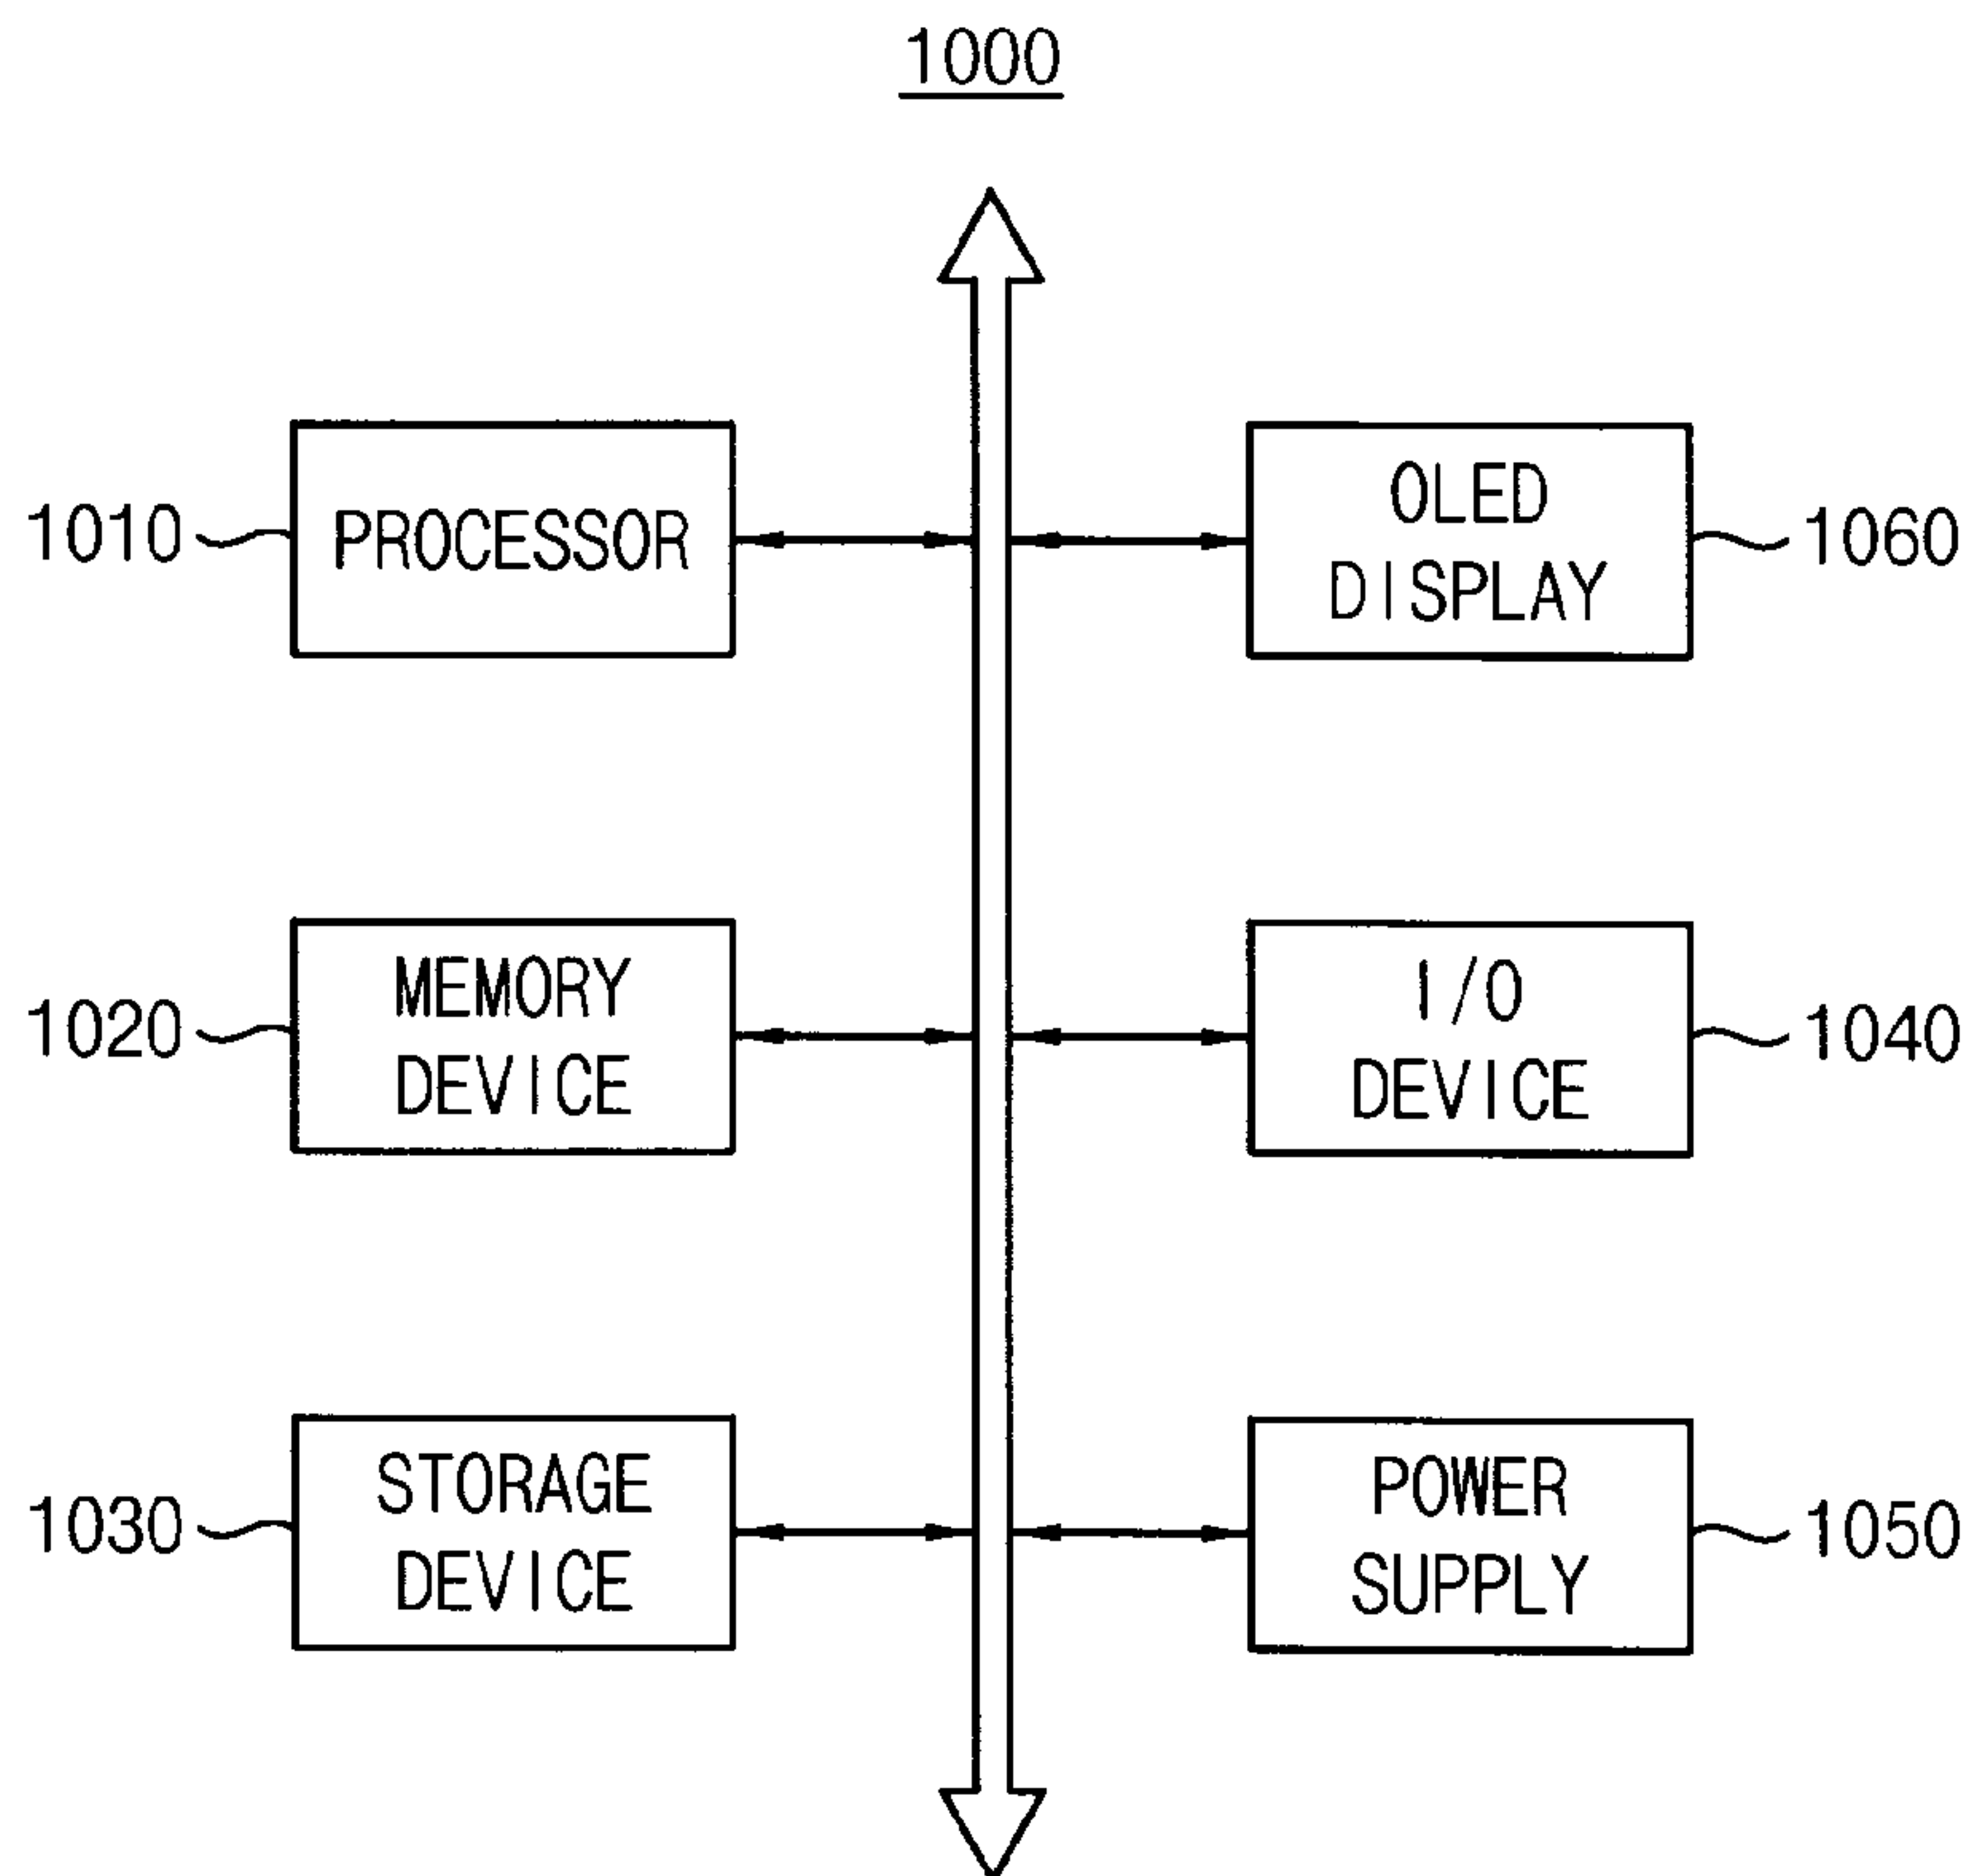 1000
1010
PROCESSOR
OLED
DISPLAY
1060
1020
MEMORY
DEVICE
I/O
DEVICE
1040
1030
STORAGE
DEVICE
POWER
SUPPLY
1050